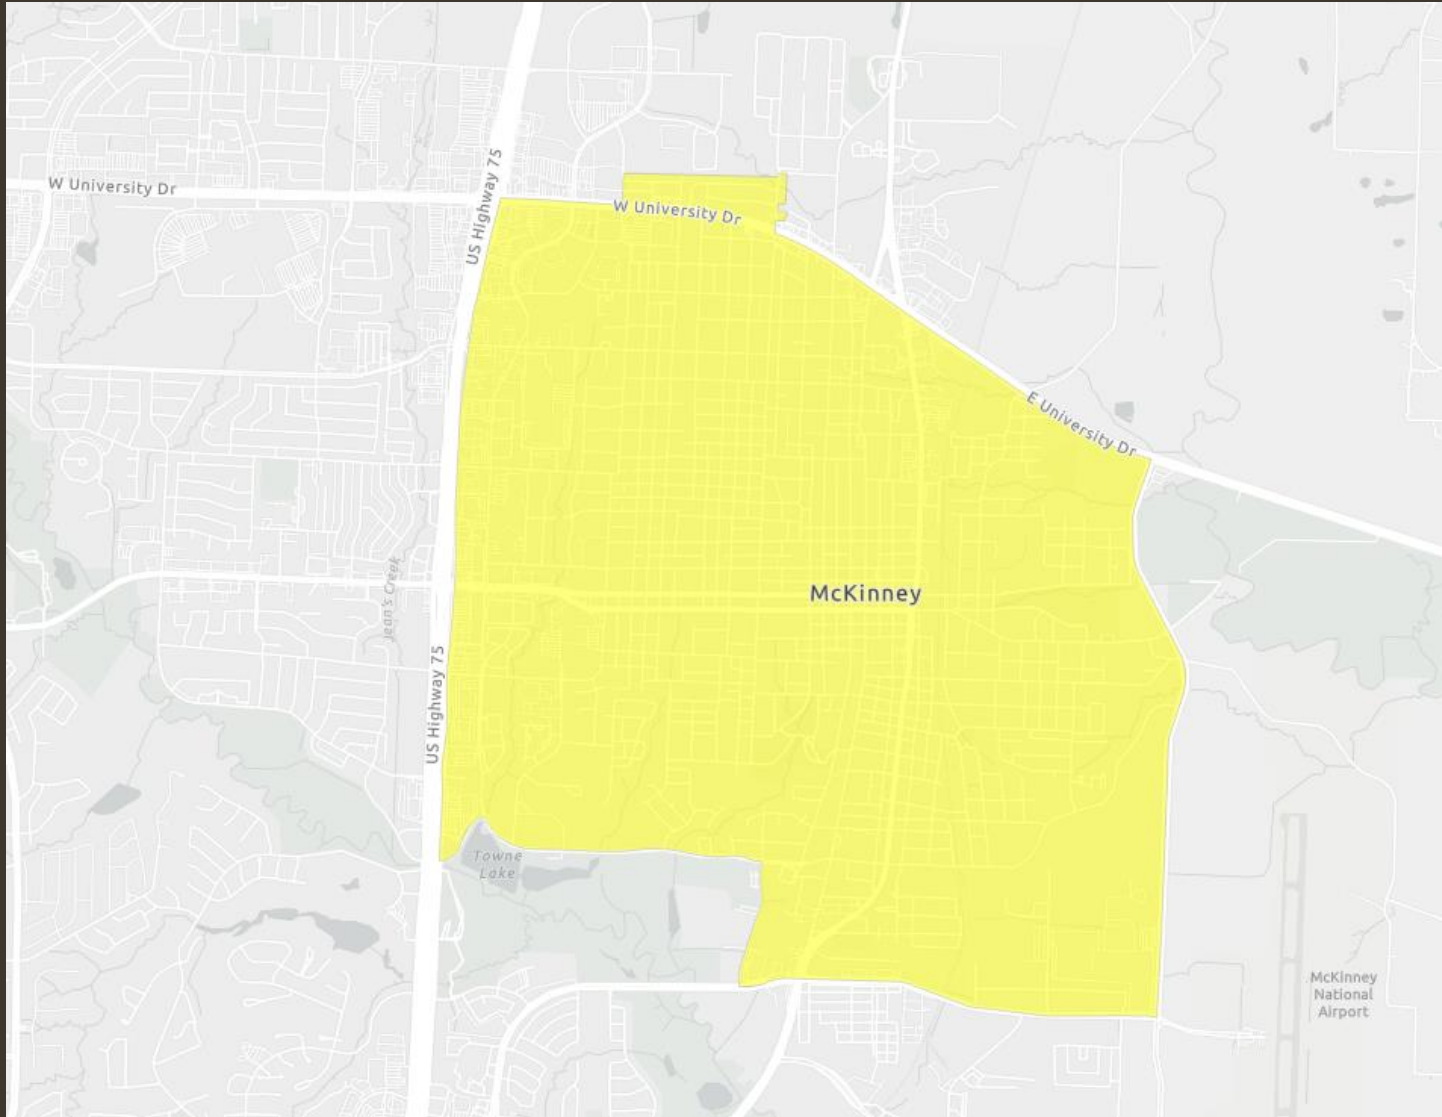 W University Dr
US Highway 75
W University Dr
E University Dr
Jean's Creek
McKinney
US Highway 75
Towne
Lake
McKinney
National
Airport